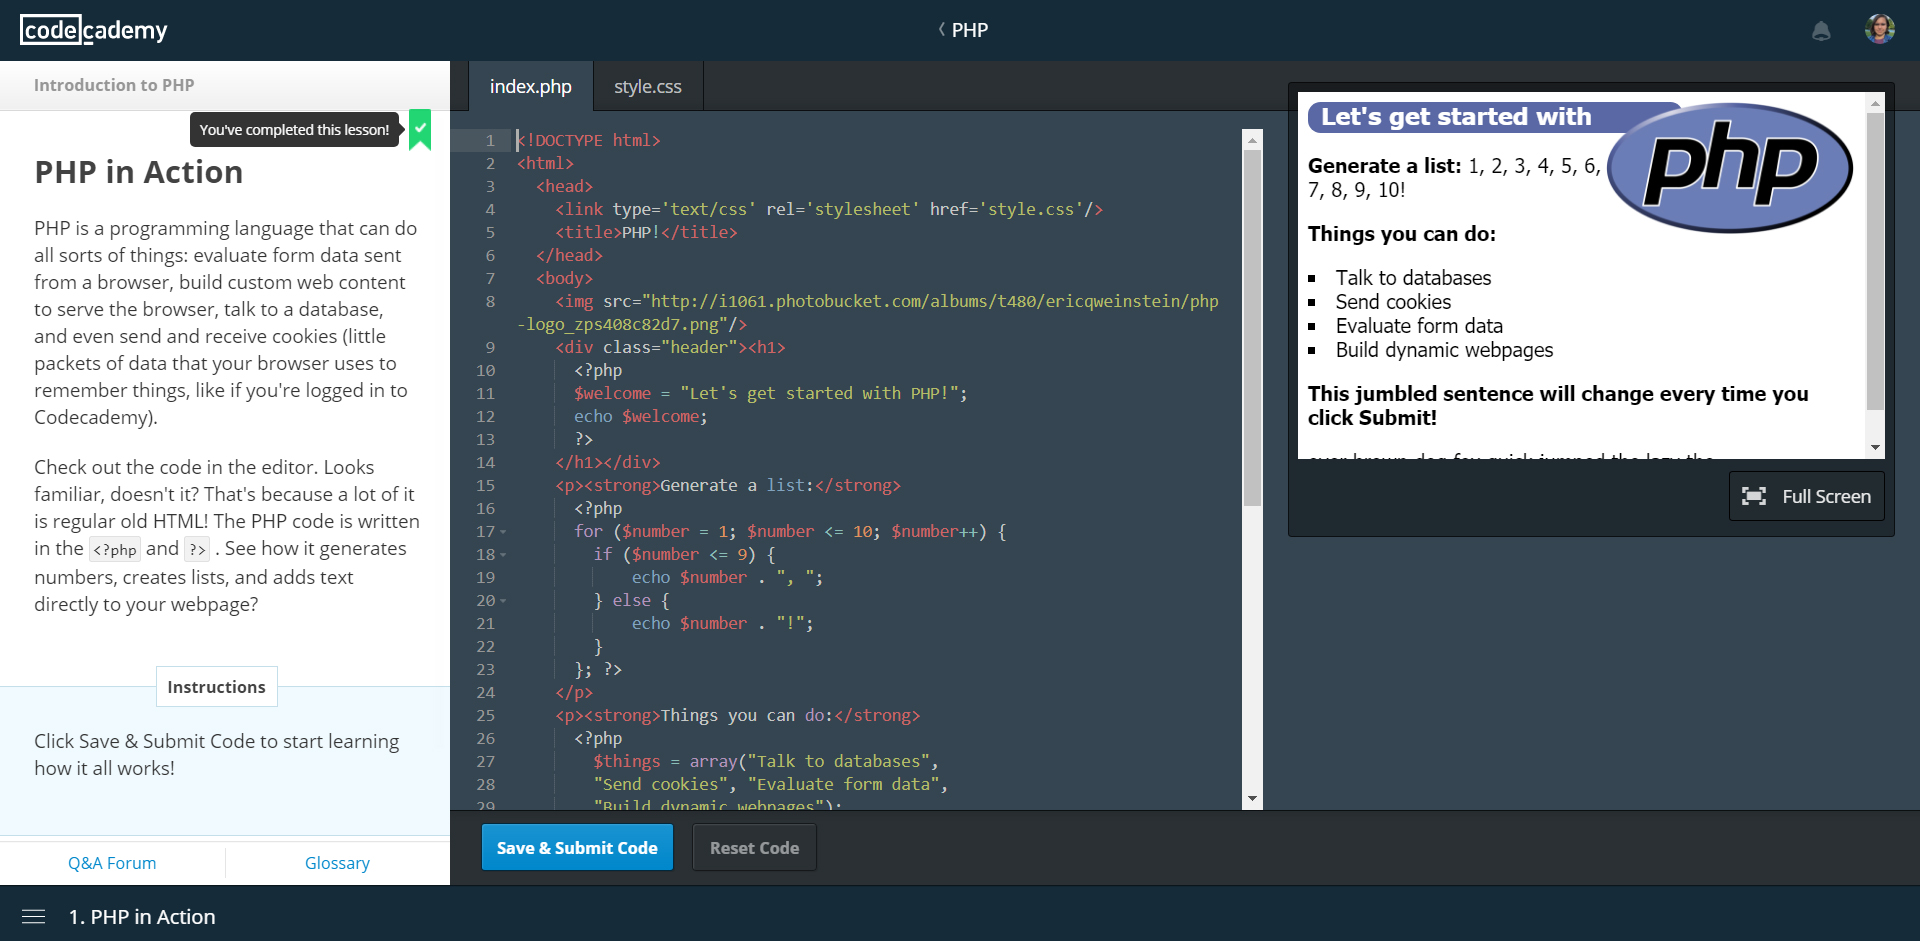 codecademy
PHP
Introduction to PHP
You've completed this lesson!
PHP in Action
PHP is a programming language that can do
all sorts of things: evaluate form data sent
from a browser, build custom web content
to serve the browser, talk to a database,
and even send and receive cookies (little
packets of data that your browser uses to
remember things, like if you're logged in to
Codecademy).
Check out the code in the editor. Looks
familiar, doesn't it? That's because a lot of it
is regular old HTML! The PHP code is written
in the <?php and ?> . See how it generates
numbers, creates lists, and adds text
directly to your webpage?
Instructions
Click Save & Submit Code to start learning
how it all works!
Q&A Forum
Glossary
index.php
style.css
1 <!DOCTYPE html>
2 <html>
3 <head>
4 <link type='text/css' rel='stylesheet' href='style.css'/>
5 <title>PHP!</title>
6 </head>
7 <body>
8 <img src="http://i1061.photobucket.com/albums/t480/ericqweinstein/php
-logo_zps408c82d7.png"/>
9 <div class="header"><h1>
10 <?php
11 $welcome = "Let's get started with PHP!";
12 echo $welcome;
13 ?>
14 </h1></div>
15 <p><strong>Generate a list:</strong>
16 <?php
17 for ($number = 1; $number <= 10; $number++) {
18 if ($number <= 9) {
19 echo $number . ", ";
20 } else {
21 echo $number . "!";
22 }
23 }; ?>
24 </p>
25 <p><strong>Things you can do:</strong>
26 <?php
27 $things = array("Talk to databases",
28 "Send cookies", "Evaluate form data",
29 "Build dynamic webpages");
Save & Submit Code
Reset Code
Let's get started with
php
Generate a list: 1, 2, 3, 4, 5, 6,
7, 8, 9, 10!
Things you can do:
Talk to databases
Send cookies
Evaluate form data
Build dynamic webpages
This jumbled sentence will change every time you
click Submit!
over brown dog fox quick jumped the lazy the
Full Screen
1. PHP in Action